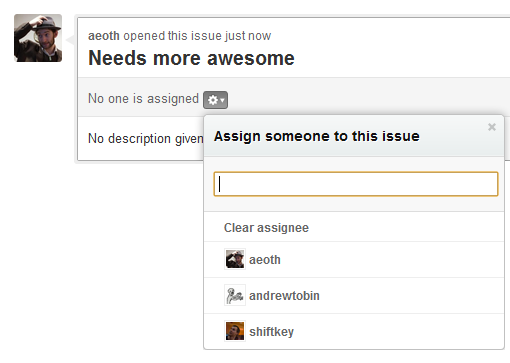 aeoth opened this issue just now
Needs more awesome
No one is assigned
No description given
Assign someone to this issue
Clear assignee
aeoth
andrewtobin
shiftkey